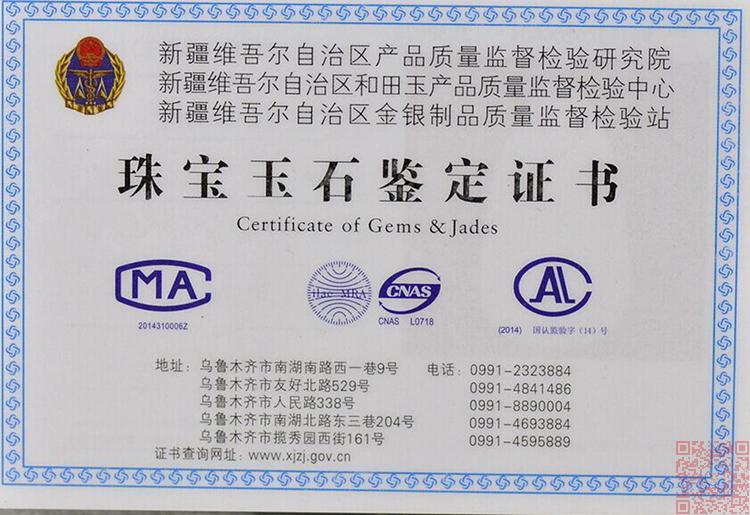 新疆维吾尔自治区产品质量监督检验研究院
新疆维吾尔自治区和田玉产品质量监督检验中心
新疆维吾尔自治区金银制品质量监督检验站
珠宝玉石鉴定证书
Certificate of Gems & Jades
CMA
2014310006Z
ilac-MRA
CNAS
CNAS L0718
CAL
(2014) 国认监验字(14)号
地址：乌鲁木齐市南湖南路西一巷9号 电话：0991-2323884
乌鲁木齐市友好北路529号 0991-4841486
乌鲁木齐市人民路338号 0991-8890004
乌鲁木齐市南湖北路东三巷204号 0991-4693884
乌鲁木齐市揽秀园西街161号 0991-4595889
证书查询网址：www.xjzj.gov.cn